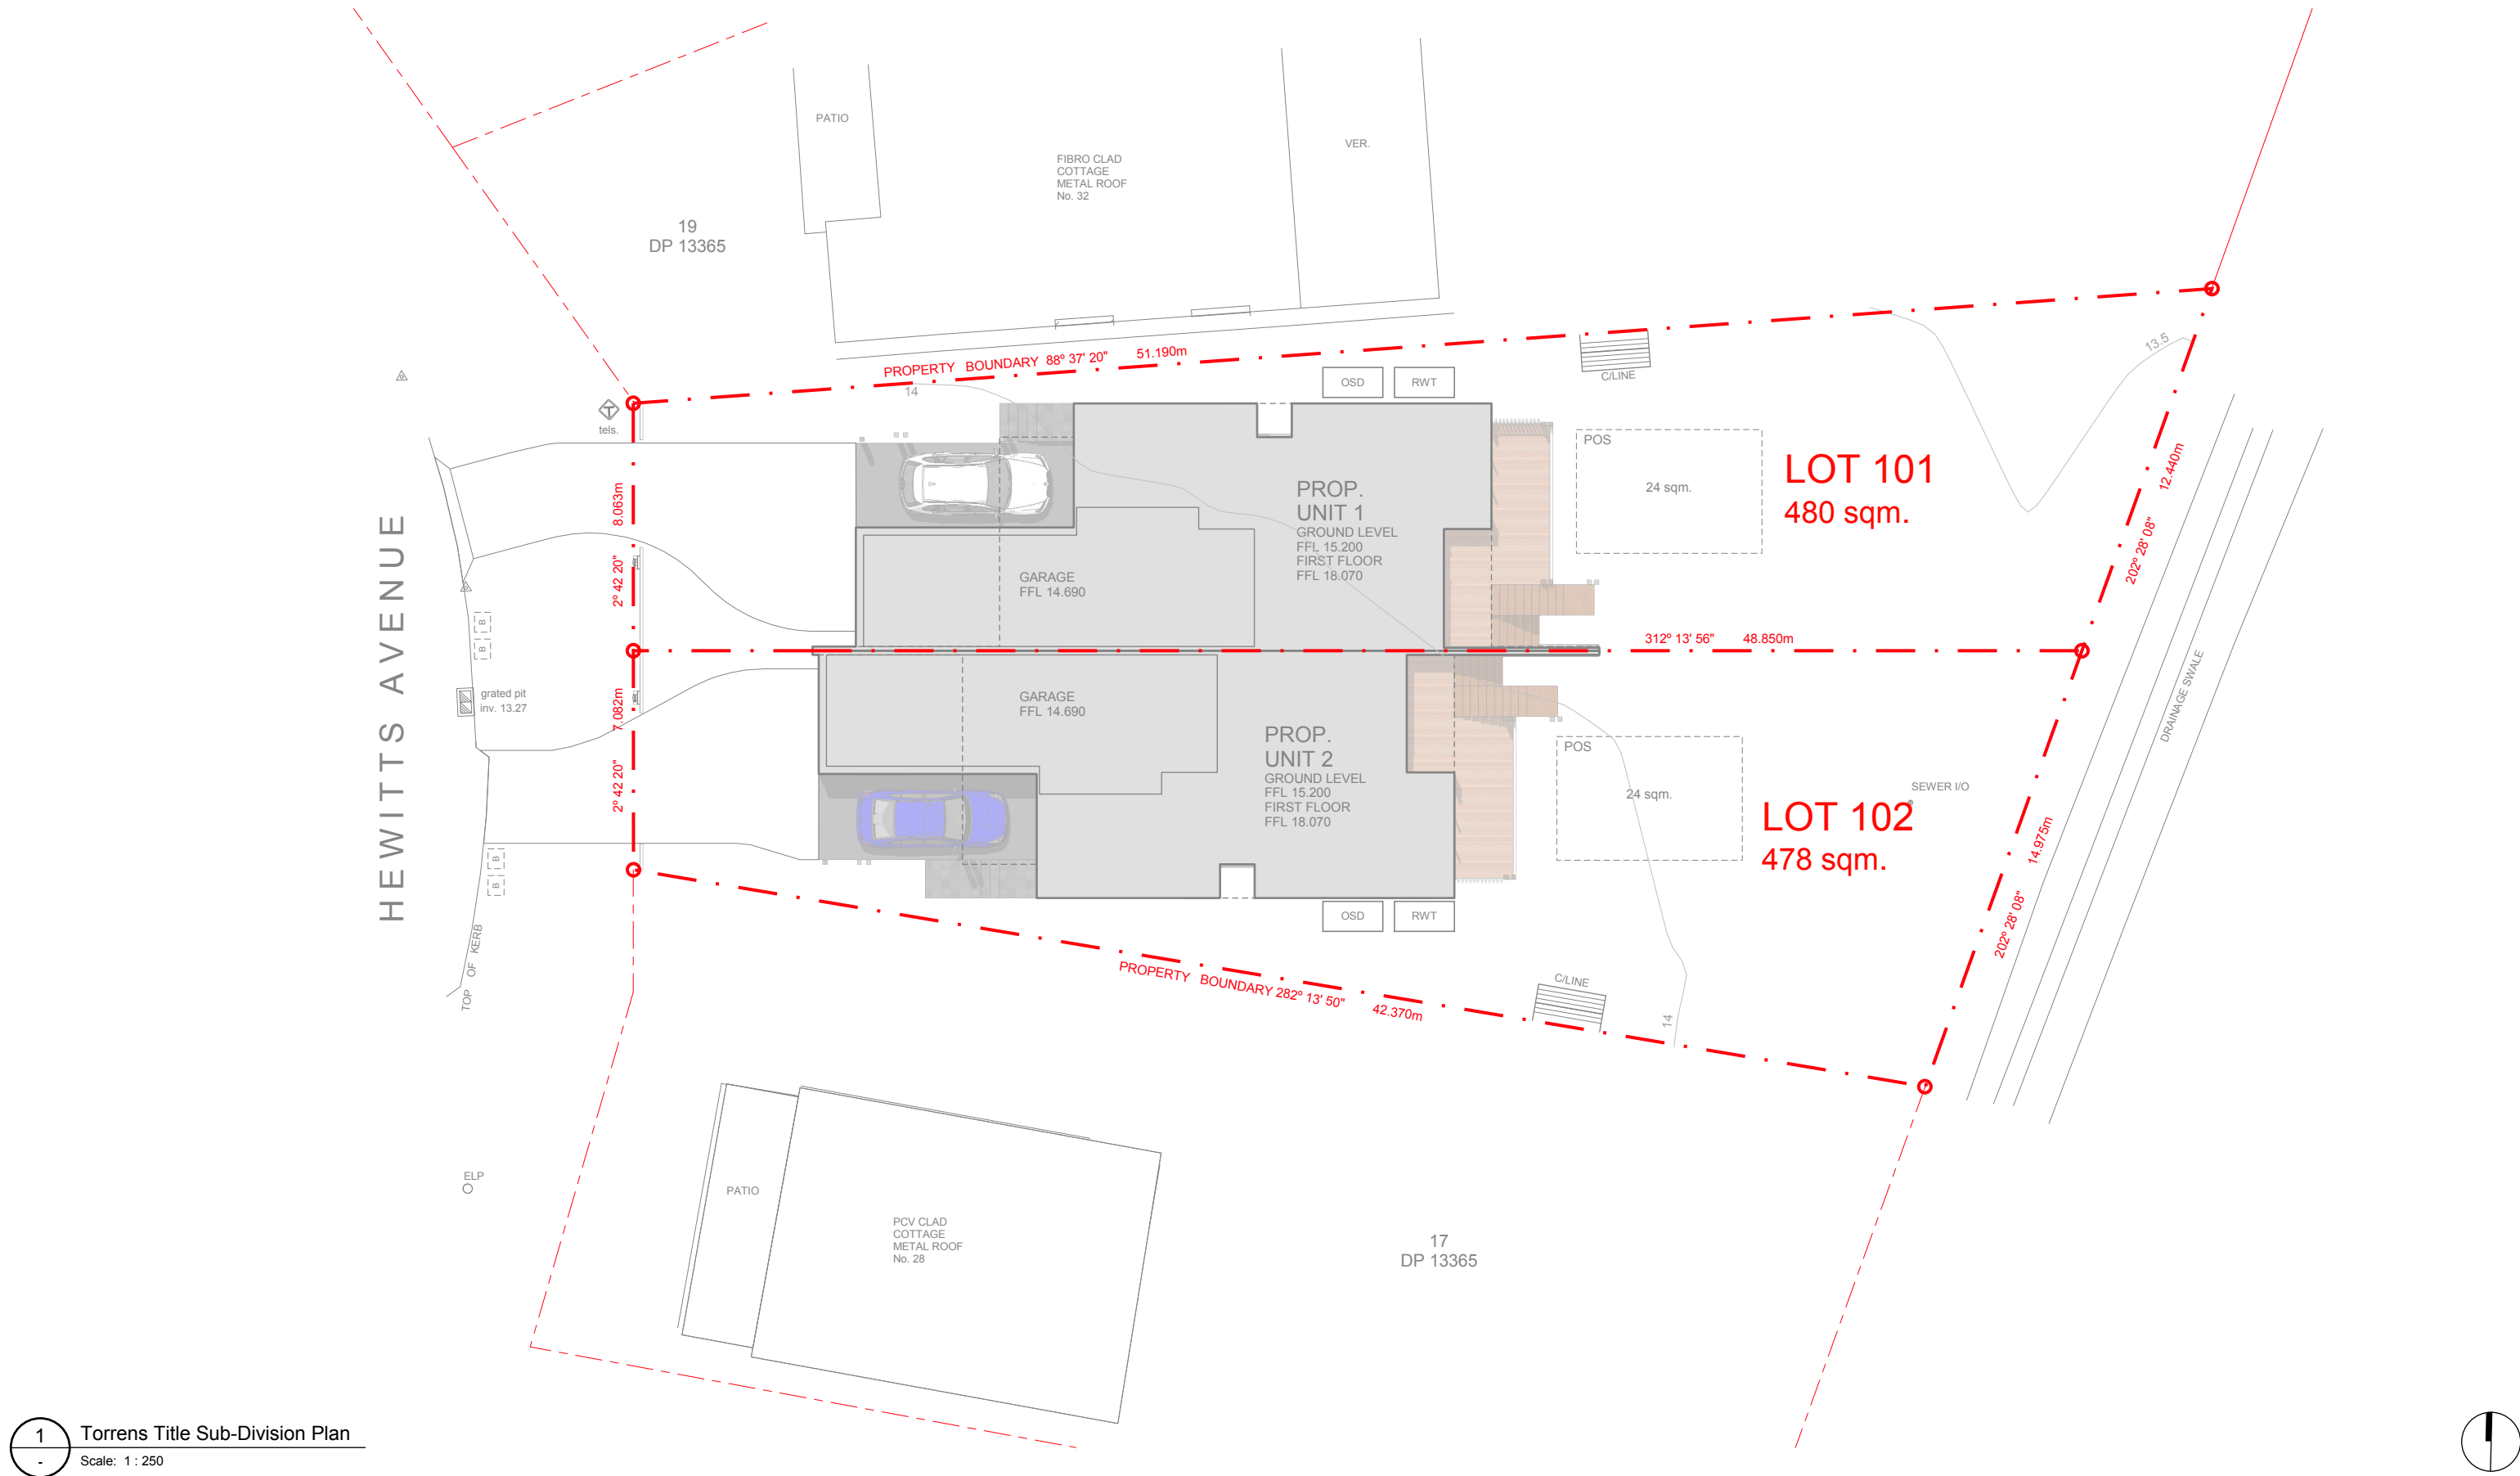 PATIO
FIBRO CLAD
COTTAGE
METAL ROOF
No. 32
VER.
19
DP 13365
PROPERTY BOUNDARY 88º 37' 20" 51.190m
C/LINE
13.5
14
OSD
RWT
tels.
POS
24 sqm.
LOT 101
480 sqm.
12.440m
202º 28' 08"
8.063m
2º 42' 20"
PROP.
UNIT 1
GROUND LEVEL
FFL 15.200
FIRST FLOOR
FFL 18.070
GARAGE
FFL 14.690
HEWITTS AVENUE
B
B
grated pit
inv. 13.27
312º 13' 56" 48.850m
DRAINAGE SWALE
7.082m
2º 42' 20"
GARAGE
FFL 14.690
PROP.
UNIT 2
GROUND LEVEL
FFL 15.200
FIRST FLOOR
FFL 18.070
POS
24 sqm.
SEWER I/O
LOT 102
478 sqm.
14.975m
202º 28' 08"
B
B
OSD
RWT
TOP OF KERB
PROPERTY BOUNDARY 282º 13' 50" 42.370m
C/LINE
14
ELP
PATIO
PCV CLAD
COTTAGE
METAL ROOF
No. 28
17
DP 13365
1
-
Torrens Title Sub-Division Plan
Scale: 1 : 250